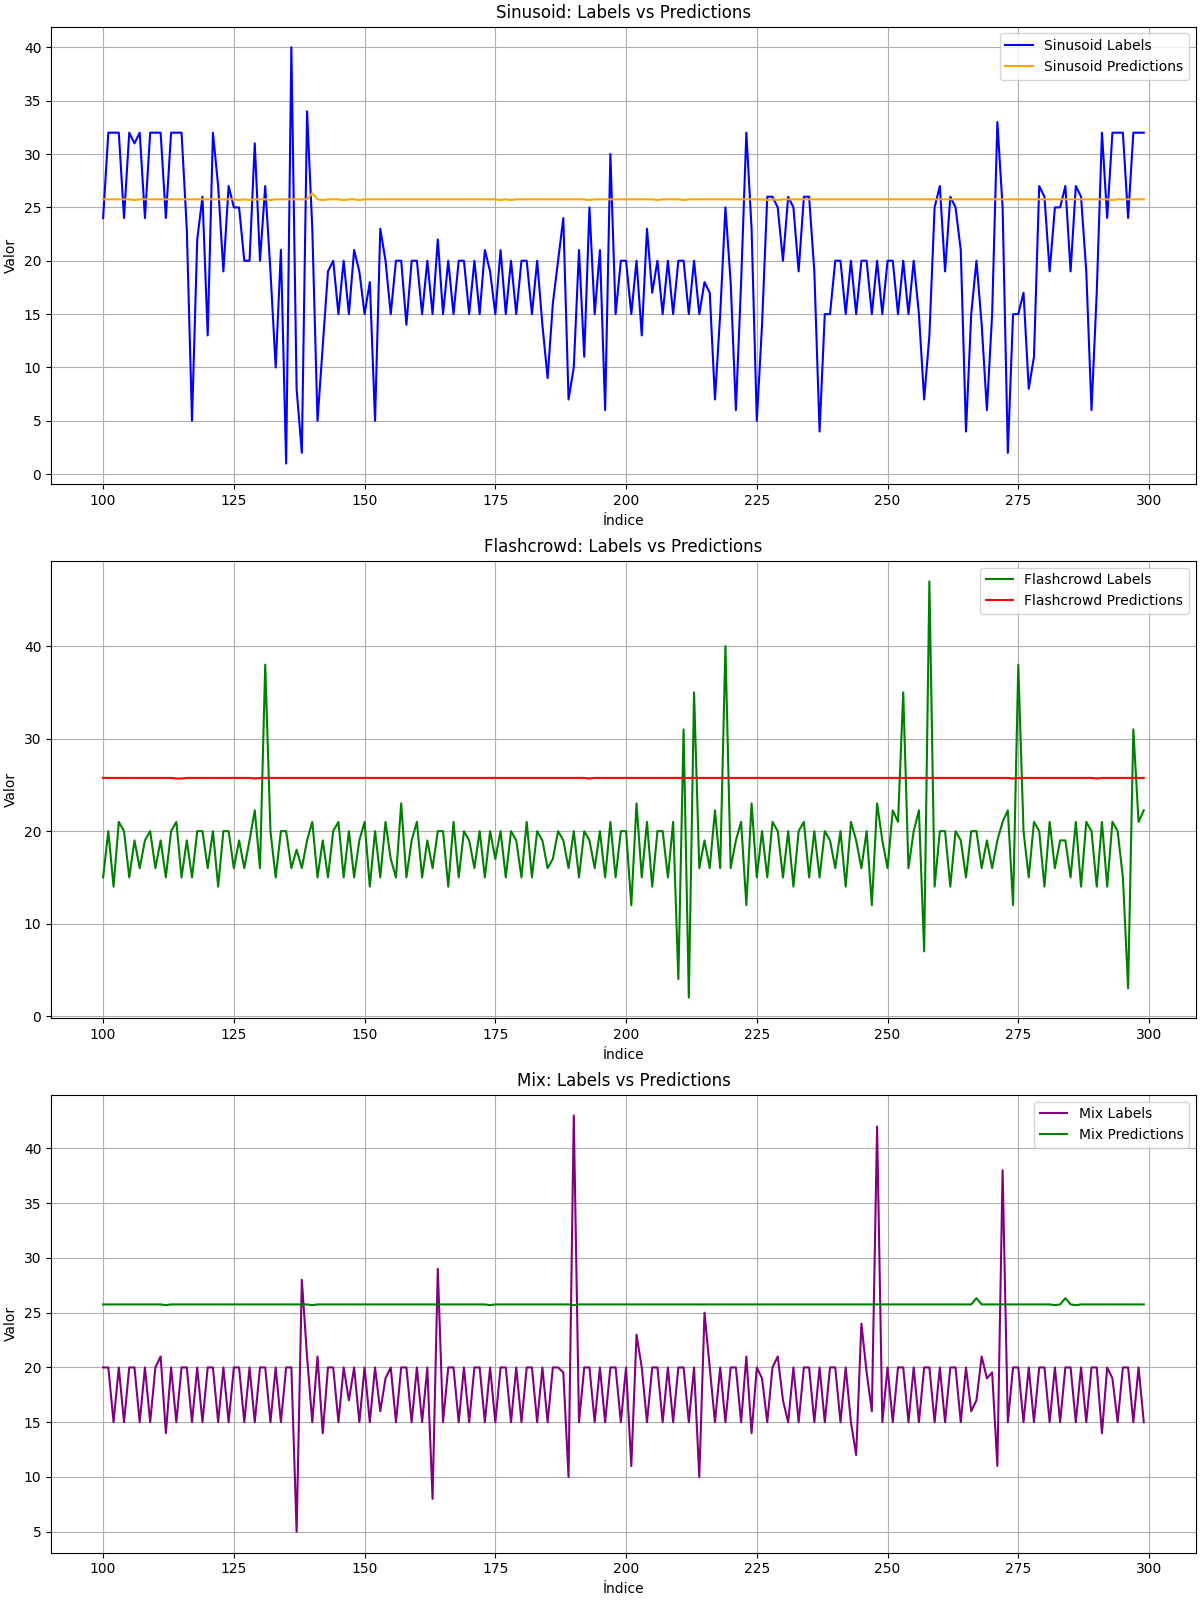 Sinusoid: Labels vs Predictions
Sinusoid Labels
Sinusoid Predictions
Valor
40
35
30
25
20
15
10
5
0
100 125 150 175 200 225 250 275 300
Índice
Flashcrowd: Labels vs Predictions
Flashcrowd Labels
Flashcrowd Predictions
Valor
40
30
20
10
0
100 125 150 175 200 225 250 275 300
Índice
Mix: Labels vs Predictions
Mix Labels
Mix Predictions
Valor
40
35
30
25
20
15
10
5
100 125 150 175 200 225 250 275 300
Índice